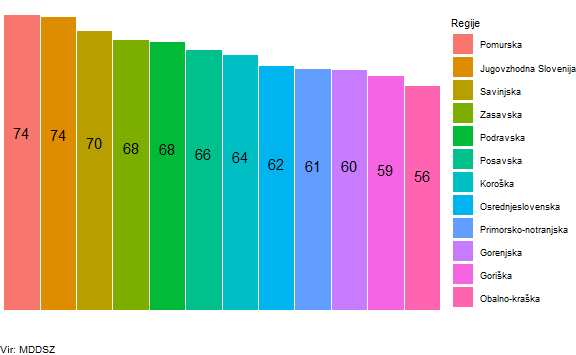 Regije
Pomurska
Jugovzhodna Slovenija
Savinjska
Zasavska
Podravska
Posavska
Koroška
Osrednjeslovenska
Primorsko-notranjska
Gorenjska
Goriška
Obalno-kraška
74 74 70 68 68 66 64 62 61 60 59 56
Vir: MDDSZ